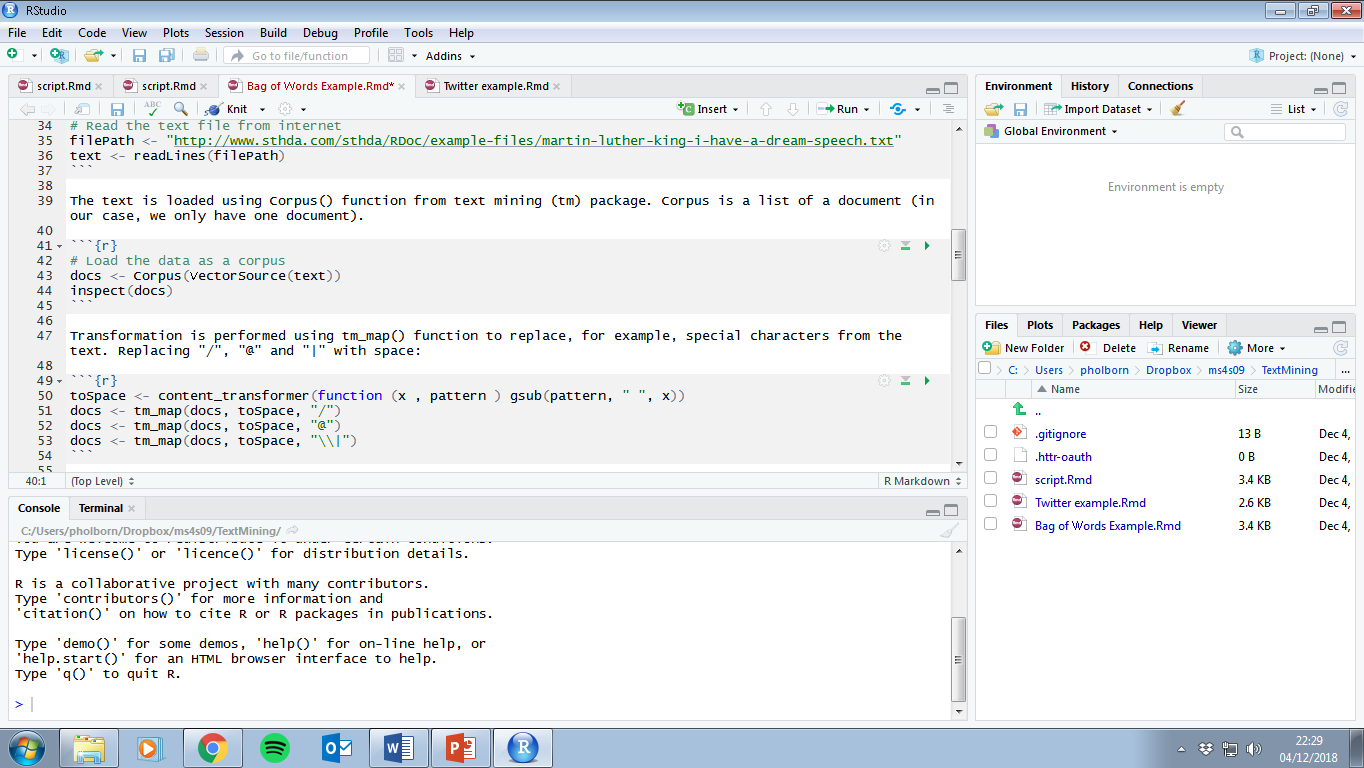 RStudio
File Edit Code View Plots Session Build Debug Profile Tools Help
Go to file/function Addins Project: (None)
script.Rmd script.Rmd Bag of Words Example.Rmd* Twitter example.Rmd
ABC Knit Insert Run
34 # Read the text file from internet
35 filePath <- "http://www.sthda.com/sthda/RDoc/example-files/martin-luther-king-i-have-a-dream-speech.txt"
36 text <- readLines(filePath)
37 ```
38
39 The text is loaded using Corpus() function from text mining (tm) package. Corpus is a list of a document (in
our case, we only have one document).
40
41 ```{r}
42 # Load the data as a corpus
43 docs <- Corpus(VectorSource(text))
44 inspect(docs)
45 ```
46
47 Transformation is performed using tm_map() function to replace, for example, special characters from the
text. Replacing "/", "@" and "|" with space:
48
49 ```{r}
50 toSpace <- content_transformer(function (x , pattern ) gsub(pattern, " ", x))
51 docs <- tm_map(docs, toSpace, "/")
52 docs <- tm_map(docs, toSpace, "@")
53 docs <- tm_map(docs, toSpace, "\\|")
54 ```
55
40:1 (Top Level) R Markdown
Console Terminal
C:/Users/pholborn/Dropbox/ms4s09/TextMining/
You are welcome to redistribute it under certain conditions.
Type 'license()' or 'licence()' for distribution details.
R is a collaborative project with many contributors.
Type 'contributors()' for more information and
'citation()' on how to cite R or R packages in publications.
Type 'demo()' for some demos, 'help()' for on-line help, or
'help.start()' for an HTML browser interface to help.
Type 'q()' to quit R.
>
Environment History Connections
Import Dataset List
Global Environment
Environment is empty
Files Plots Packages Help Viewer
New Folder Delete Rename More
C: Users pholborn Dropbox ms4s09 TextMining ...
Name Size Modifie
..
.gitignore 13 B Dec 4,
.httr-oauth 0 B Dec 4,
script.Rmd 3.4 KB Dec 4,
Twitter example.Rmd 2.6 KB Dec 4,
Bag of Words Example.Rmd 3.4 KB Dec 4,
22:29
04/12/2018